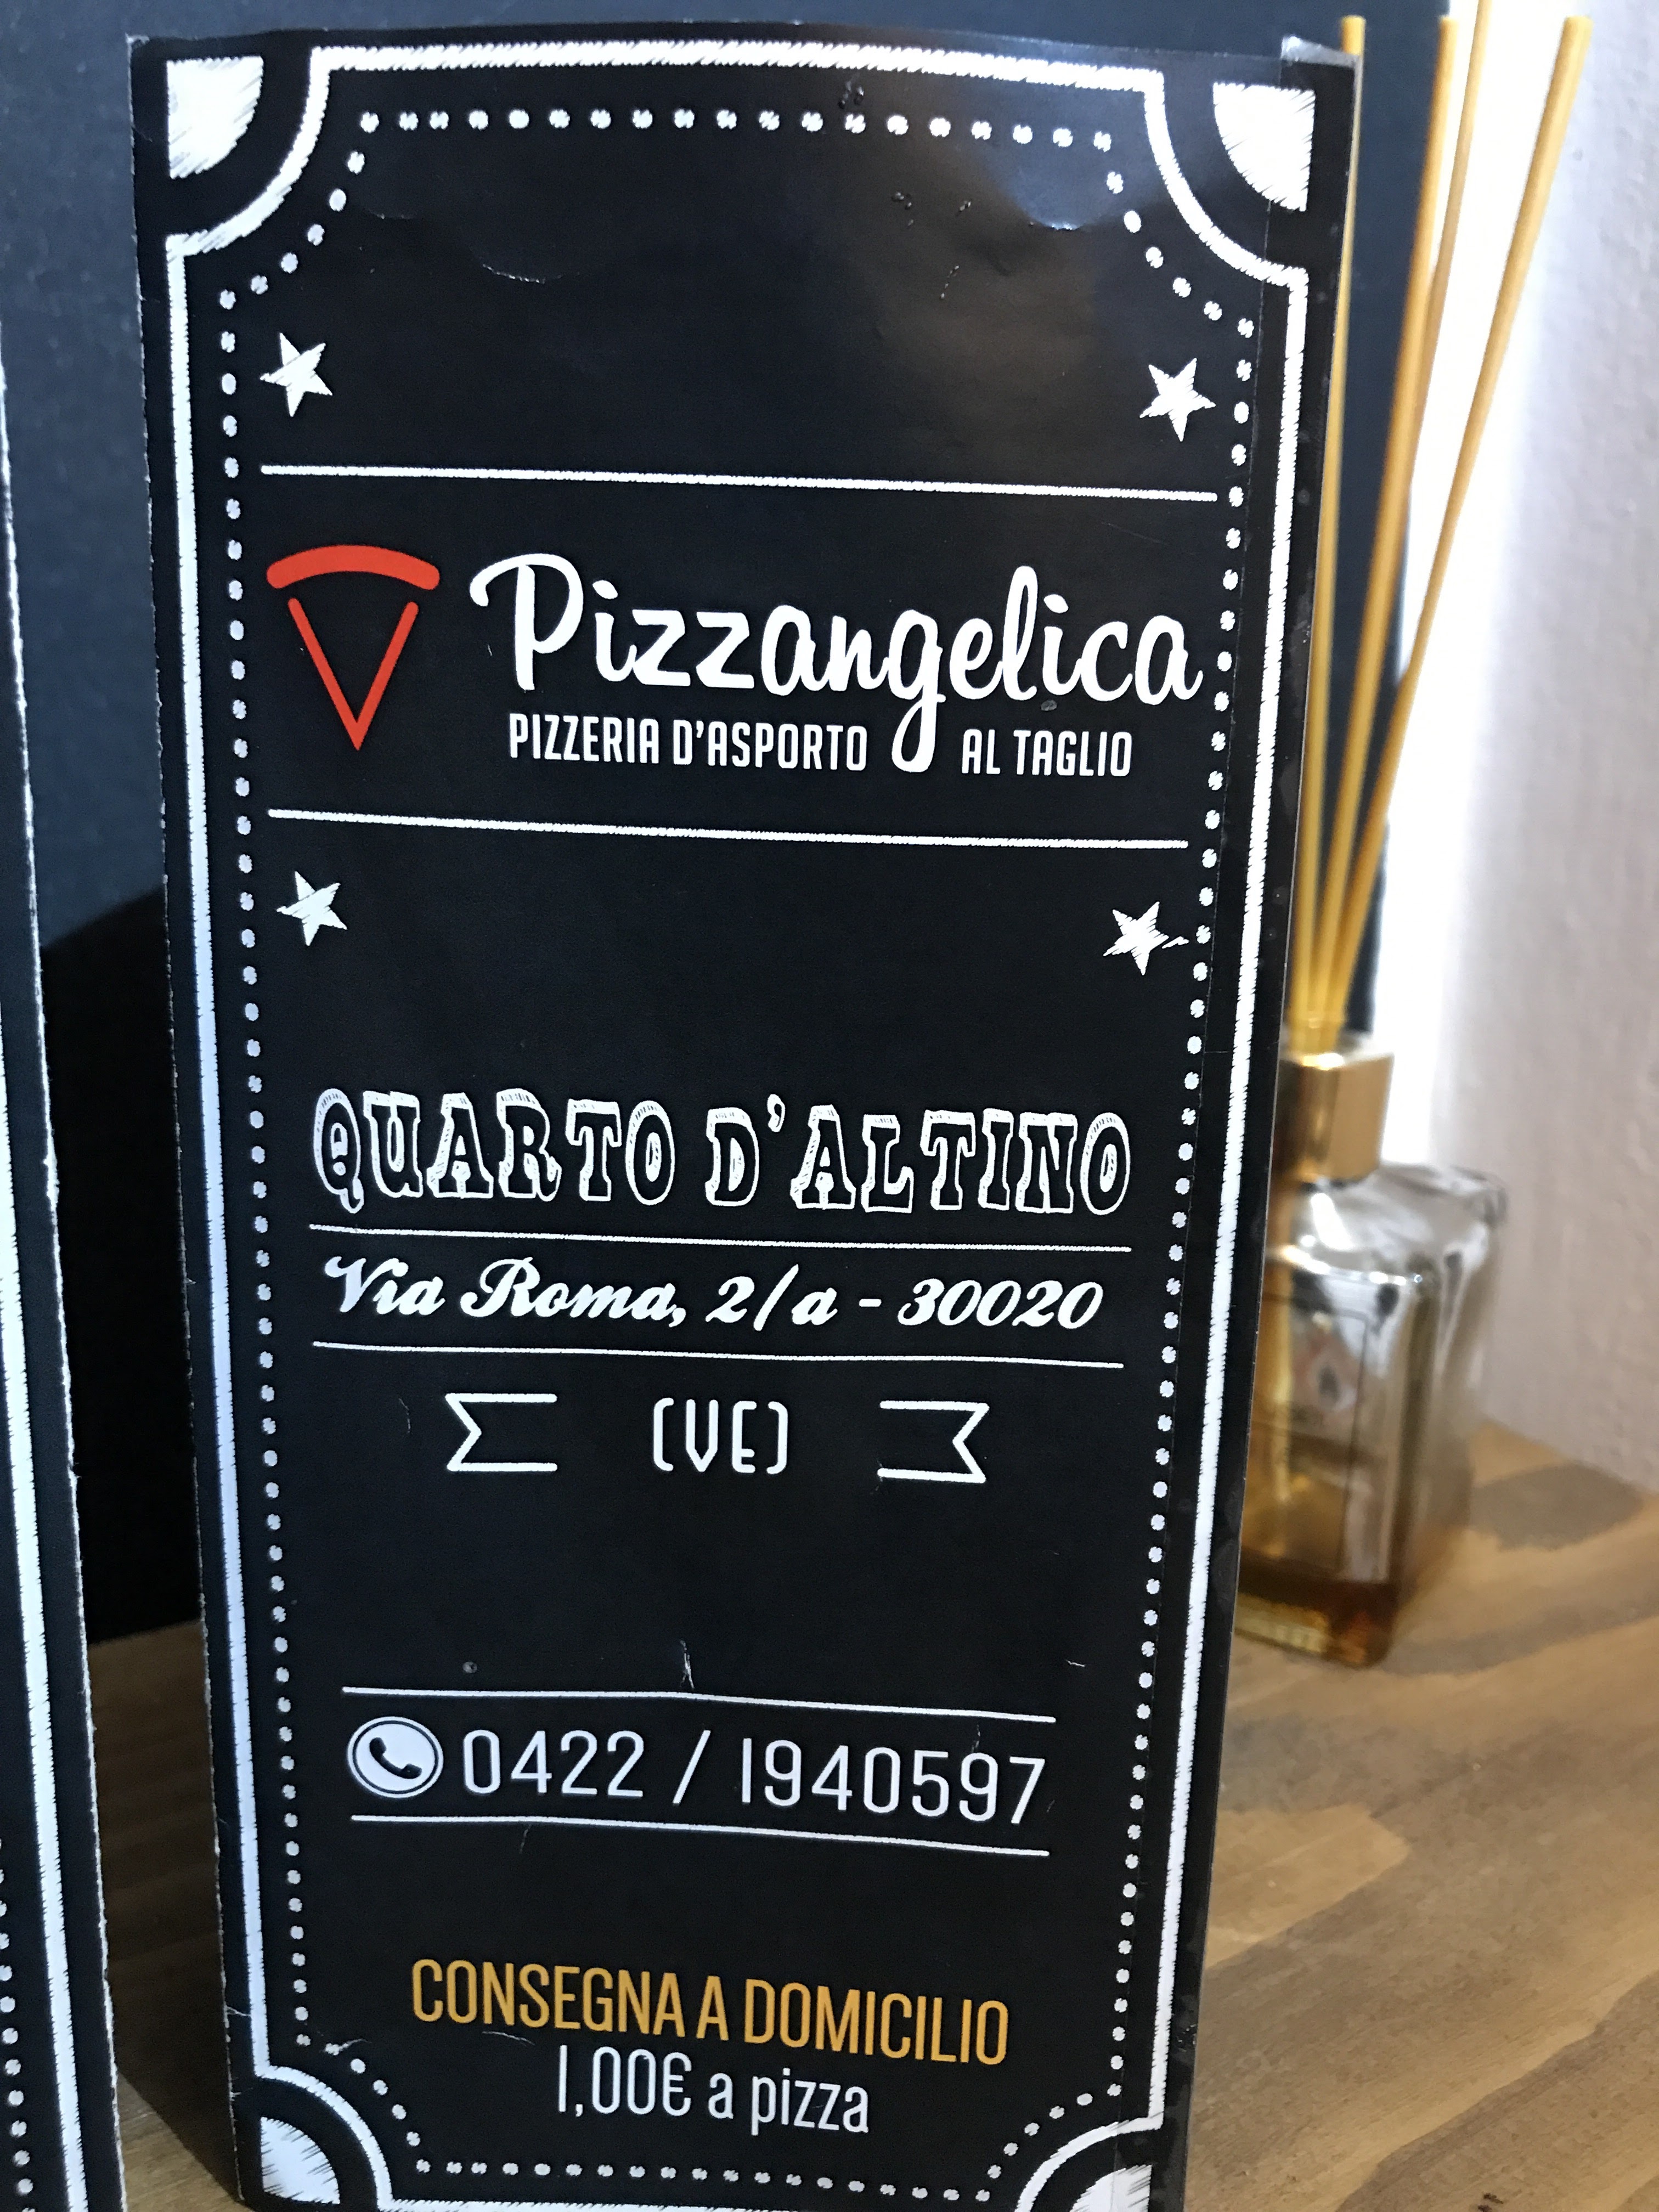 Pizzangelica
PIZZERIA D'ASPORTO AL TAGLIO
QUARTO D'ALTINO
Via Roma, 2/a - 30020
(VE)
0422 / 1940597
CONSEGNA A DOMICILIO
1,00€ a pizza